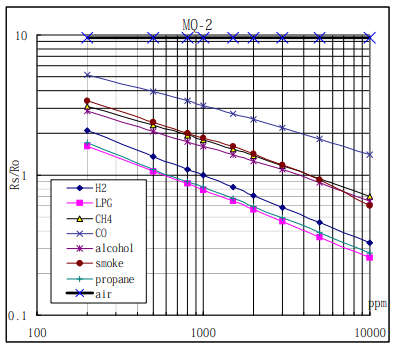 MQ-2
10
1
0.1
Rs/Ro
H2
LPG
CH4
CO
alcohol
smoke
propane
air
ppm
100
1000
10000